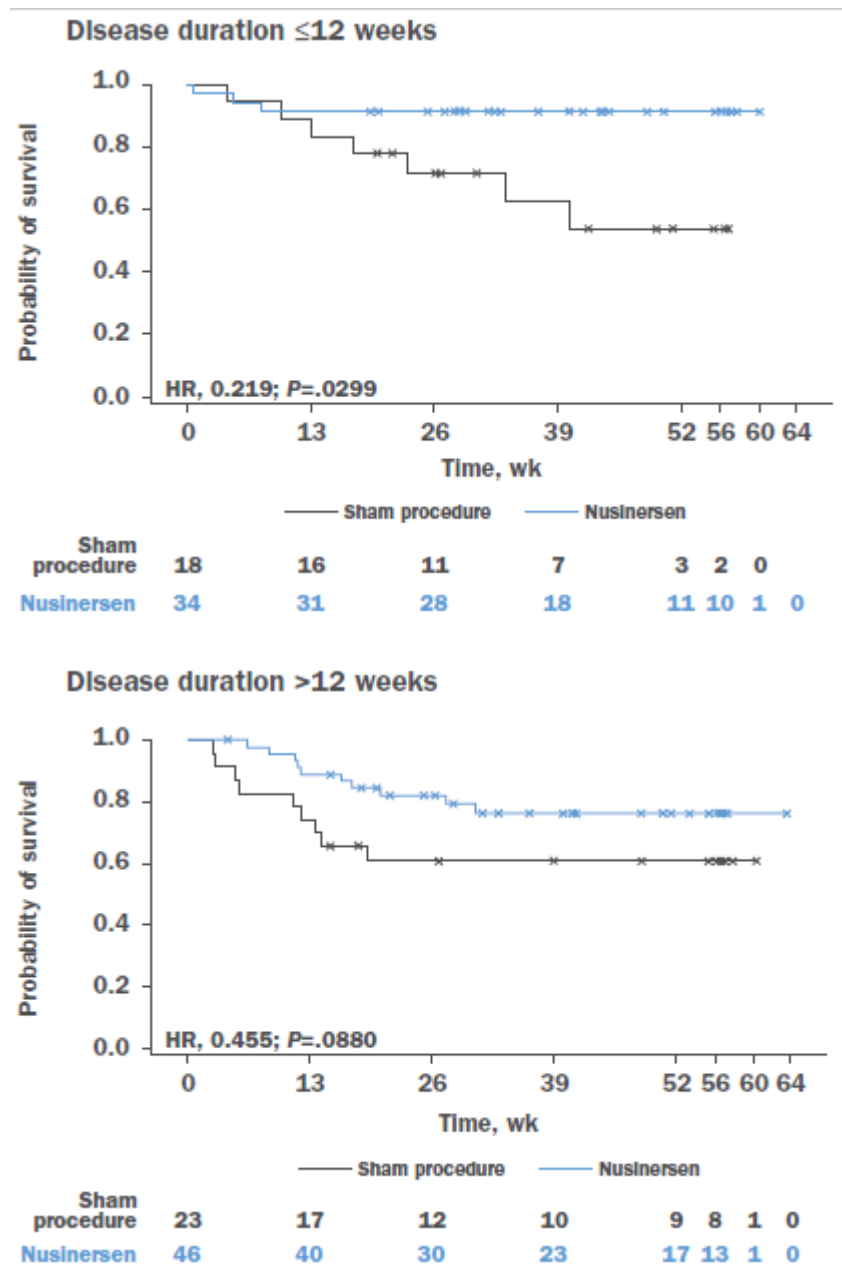 Disease duration ≤12 weeks
Probability of survival
1.0
0.8
0.6
0.4
0.2
0.0
HR, 0.219; P=.0299
0 13 26 39 52 56 60 64
Time, wk
Sham procedure Nusinersen
Sham
procedure 18 16 11 7 3 2 0
Nusinersen 34 31 28 18 11 10 1 0
Disease duration >12 weeks
Probability of survival
1.0
0.8
0.6
0.4
0.2
0.0
HR, 0.455; P=.0880
0 13 26 39 52 56 60 64
Time, wk
Sham procedure Nusinersen
Sham
procedure 23 17 12 10 9 8 1 0
Nusinersen 46 40 30 23 17 13 1 0